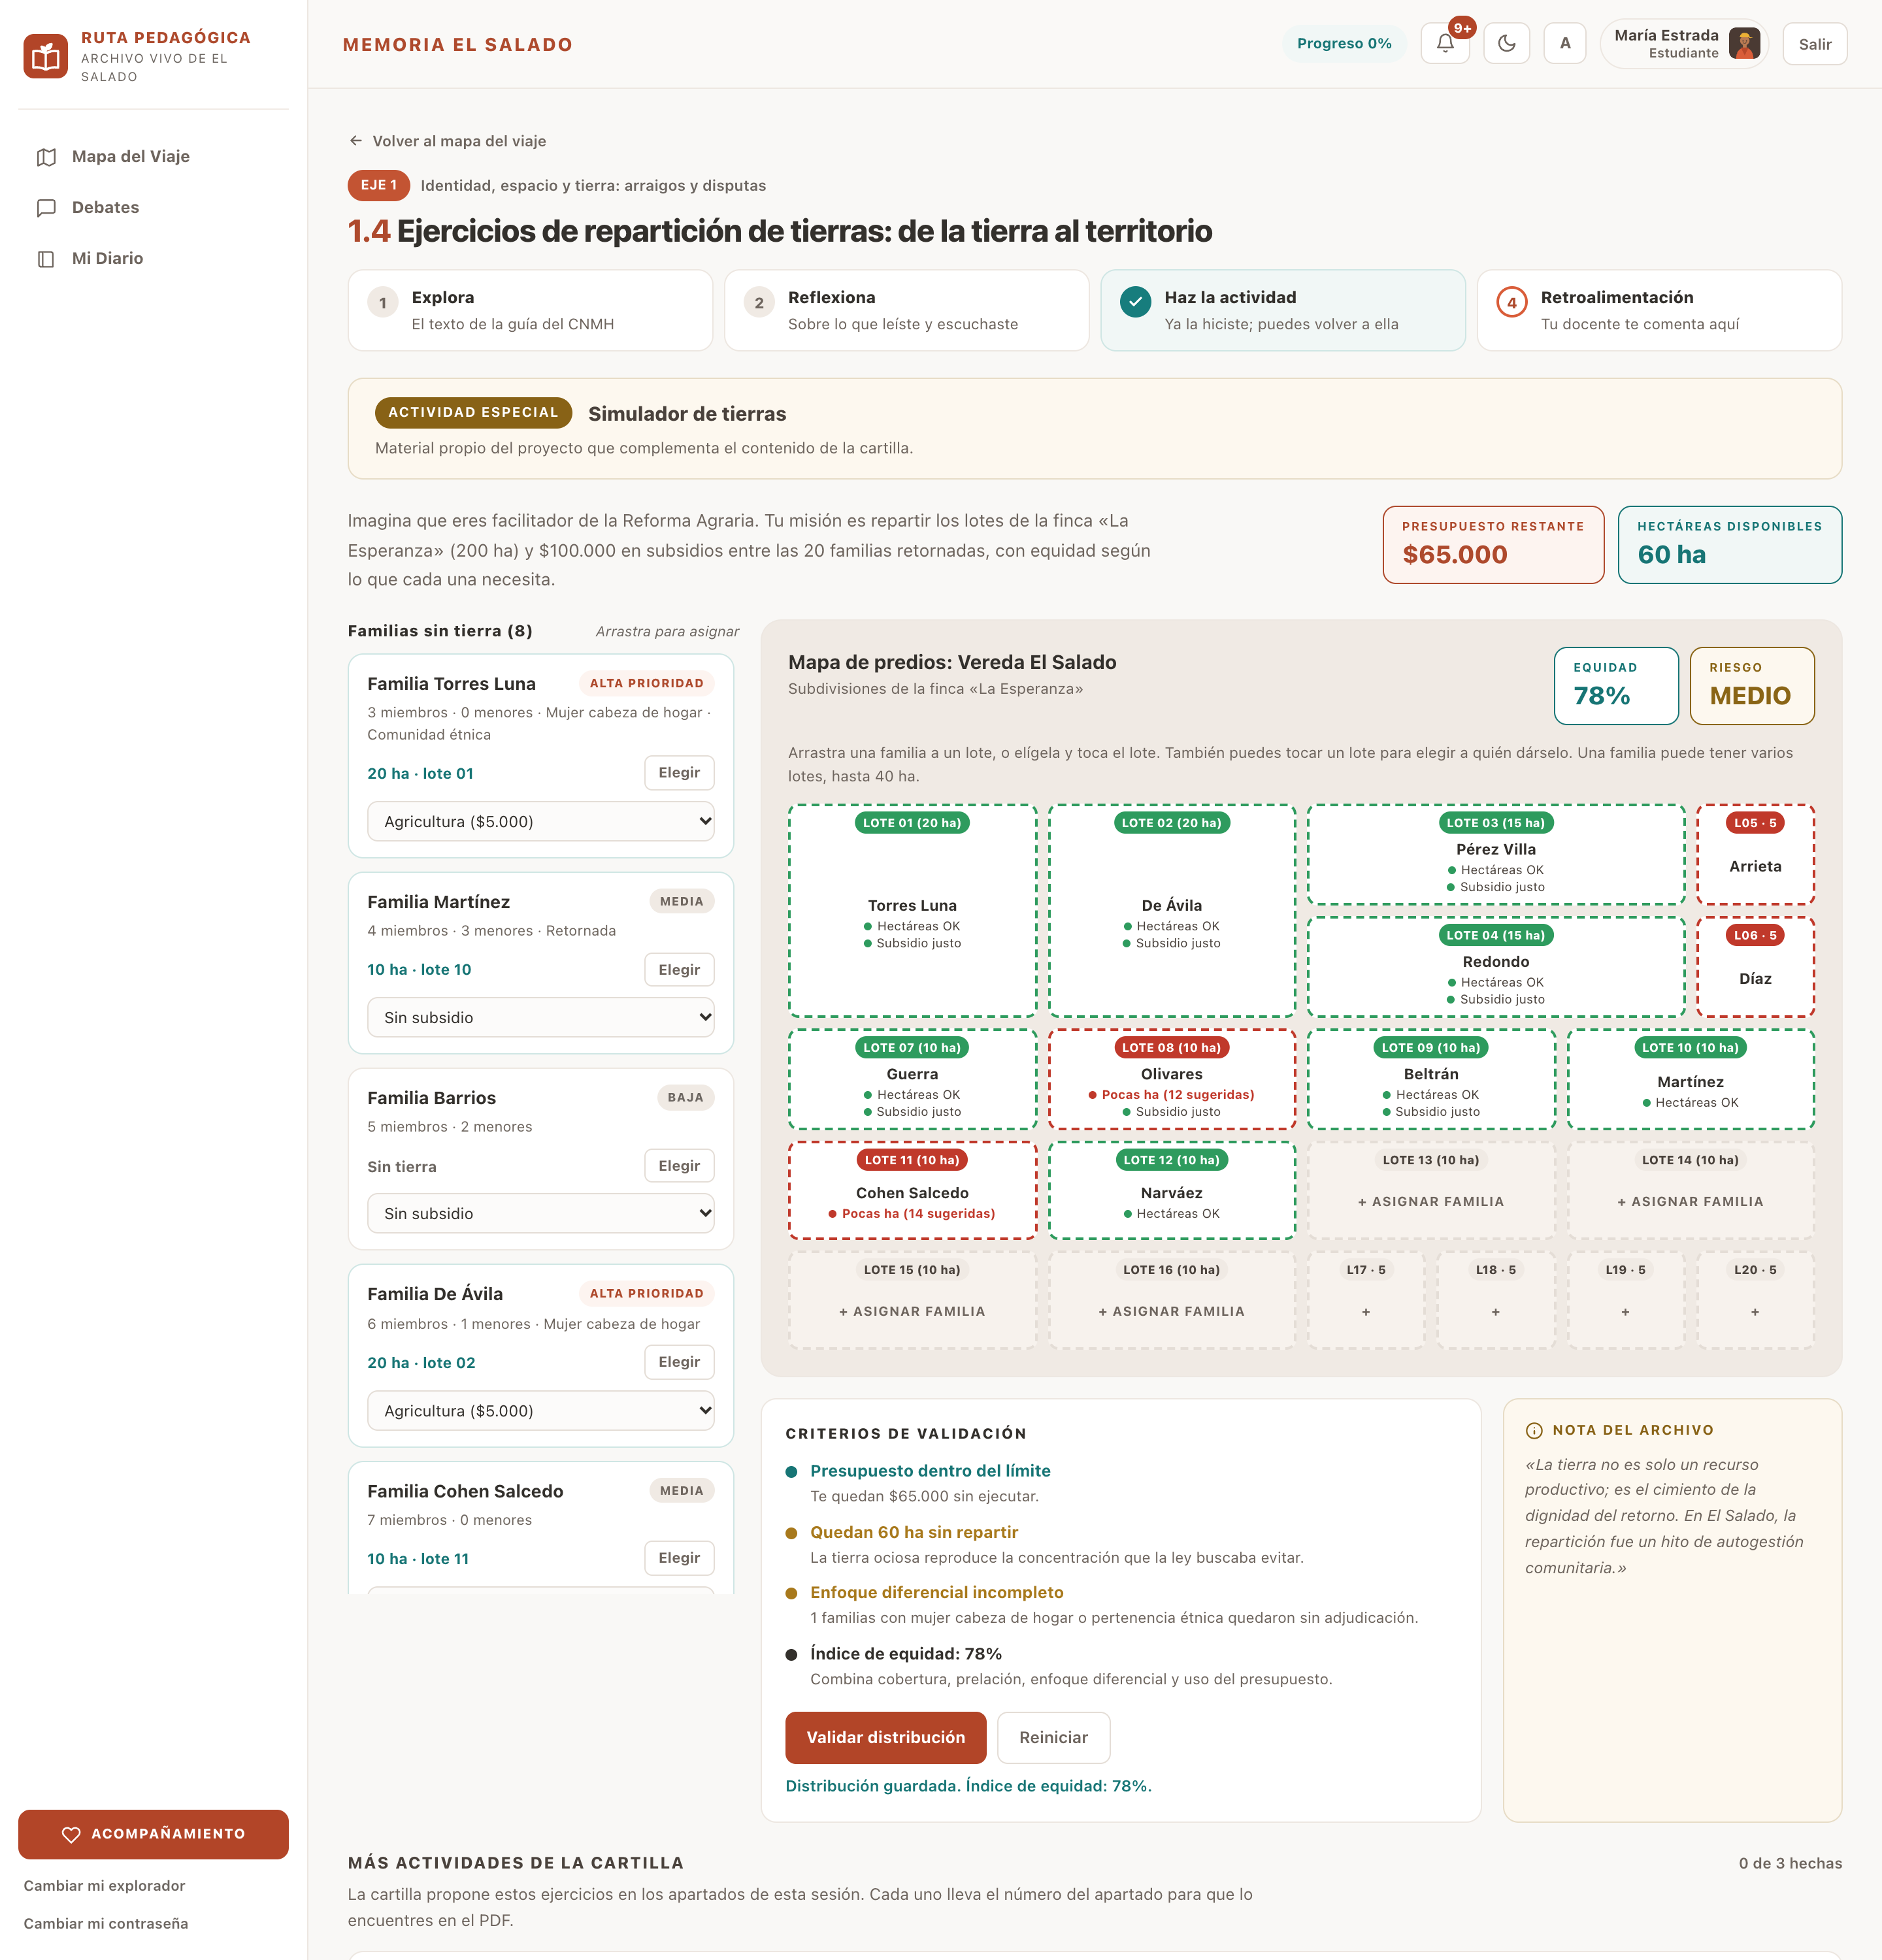 RUTA PEDAGÓGICA
ARCHIVO VIVO DE EL
SALADO
Mapa del Viaje
Debates
Mi Diario
ACOMPAÑAMIENTO
Cambiar mi explorador
Cambiar mi contraseña
MEMORIA EL SALADO
Progreso 0%
9+
A
María Estrada
Estudiante
Salir
← Volver al mapa del viaje
EJE 1 Identidad, espacio y tierra: arraigos y disputas
1.4 Ejercicios de repartición de tierras: de la tierra al territorio
1 Explora
El texto de la guía del CNMH
2 Reflexiona
Sobre lo que leíste y escuchaste
Haz la actividad
Ya la hiciste; puedes volver a ella
4 Retroalimentación
Tu docente te comenta aquí
ACTIVIDAD ESPECIAL Simulador de tierras
Material propio del proyecto que complementa el contenido de la cartilla.
Imagina que eres facilitador de la Reforma Agraria. Tu misión es repartir los lotes de la finca «La
Esperanza» (200 ha) y $100.000 en subsidios entre las 20 familias retornadas, con equidad según
lo que cada una necesita.
PRESUPUESTO RESTANTE
$65.000
HECTÁREAS DISPONIBLES
60 ha
Familias sin tierra (8) Arrastra para asignar
Familia Torres Luna ALTA PRIORIDAD
3 miembros · 0 menores · Mujer cabeza de hogar ·
Comunidad étnica
20 ha · lote 01 Elegir
Agricultura ($5.000)
Familia Martínez MEDIA
4 miembros · 3 menores · Retornada
10 ha · lote 10 Elegir
Sin subsidio
Familia Barrios BAJA
5 miembros · 2 menores
Sin tierra Elegir
Sin subsidio
Familia De Ávila ALTA PRIORIDAD
6 miembros · 1 menores · Mujer cabeza de hogar
20 ha · lote 02 Elegir
Agricultura ($5.000)
Familia Cohen Salcedo MEDIA
7 miembros · 0 menores
10 ha · lote 11 Elegir
Mapa de predios: Vereda El Salado
Subdivisiones de la finca «La Esperanza»
EQUIDAD
78%
RIESGO
MEDIO
Arrastra una familia a un lote, o elígela y toca el lote. También puedes tocar un lote para elegir a quién dárselo. Una familia puede tener varios
lotes, hasta 40 ha.
LOTE 01 (20 ha)
Torres Luna
Hectáreas OK
Subsidio justo
LOTE 02 (20 ha)
De Ávila
Hectáreas OK
Subsidio justo
LOTE 03 (15 ha)
Pérez Villa
Hectáreas OK
Subsidio justo
L05 · 5
Arrieta
LOTE 04 (15 ha)
Redondo
Hectáreas OK
Subsidio justo
L06 · 5
Díaz
LOTE 07 (10 ha)
Guerra
Hectáreas OK
Subsidio justo
LOTE 08 (10 ha)
Olivares
Pocas ha (12 sugeridas)
Subsidio justo
LOTE 09 (10 ha)
Beltrán
Hectáreas OK
Subsidio justo
LOTE 10 (10 ha)
Martínez
Hectáreas OK
LOTE 11 (10 ha)
Cohen Salcedo
Pocas ha (14 sugeridas)
LOTE 12 (10 ha)
Narváez
Hectáreas OK
LOTE 13 (10 ha)
+ ASIGNAR FAMILIA
LOTE 14 (10 ha)
+ ASIGNAR FAMILIA
LOTE 15 (10 ha)
+ ASIGNAR FAMILIA
LOTE 16 (10 ha)
+ ASIGNAR FAMILIA
L17 · 5
+
L18 · 5
+
L19 · 5
+
L20 · 5
+
CRITERIOS DE VALIDACIÓN
Presupuesto dentro del límite
Te quedan $65.000 sin ejecutar.
Quedan 60 ha sin repartir
La tierra ociosa reproduce la concentración que la ley buscaba evitar.
Enfoque diferencial incompleto
1 familias con mujer cabeza de hogar o pertenencia étnica quedaron sin adjudicación.
Índice de equidad: 78%
Combina cobertura, prelación, enfoque diferencial y uso del presupuesto.
Validar distribución Reiniciar
Distribución guardada. Índice de equidad: 78%.
NOTA DEL ARCHIVO
«La tierra no es solo un recurso
productivo; es el cimiento de la
dignidad del retorno. En El Salado, la
repartición fue un hito de autogestión
comunitaria.»
MÁS ACTIVIDADES DE LA CARTILLA 0 de 3 hechas
La cartilla propone estos ejercicios en los apartados de esta sesión. Cada uno lleva el número del apartado para que lo
encuentres en el PDF.